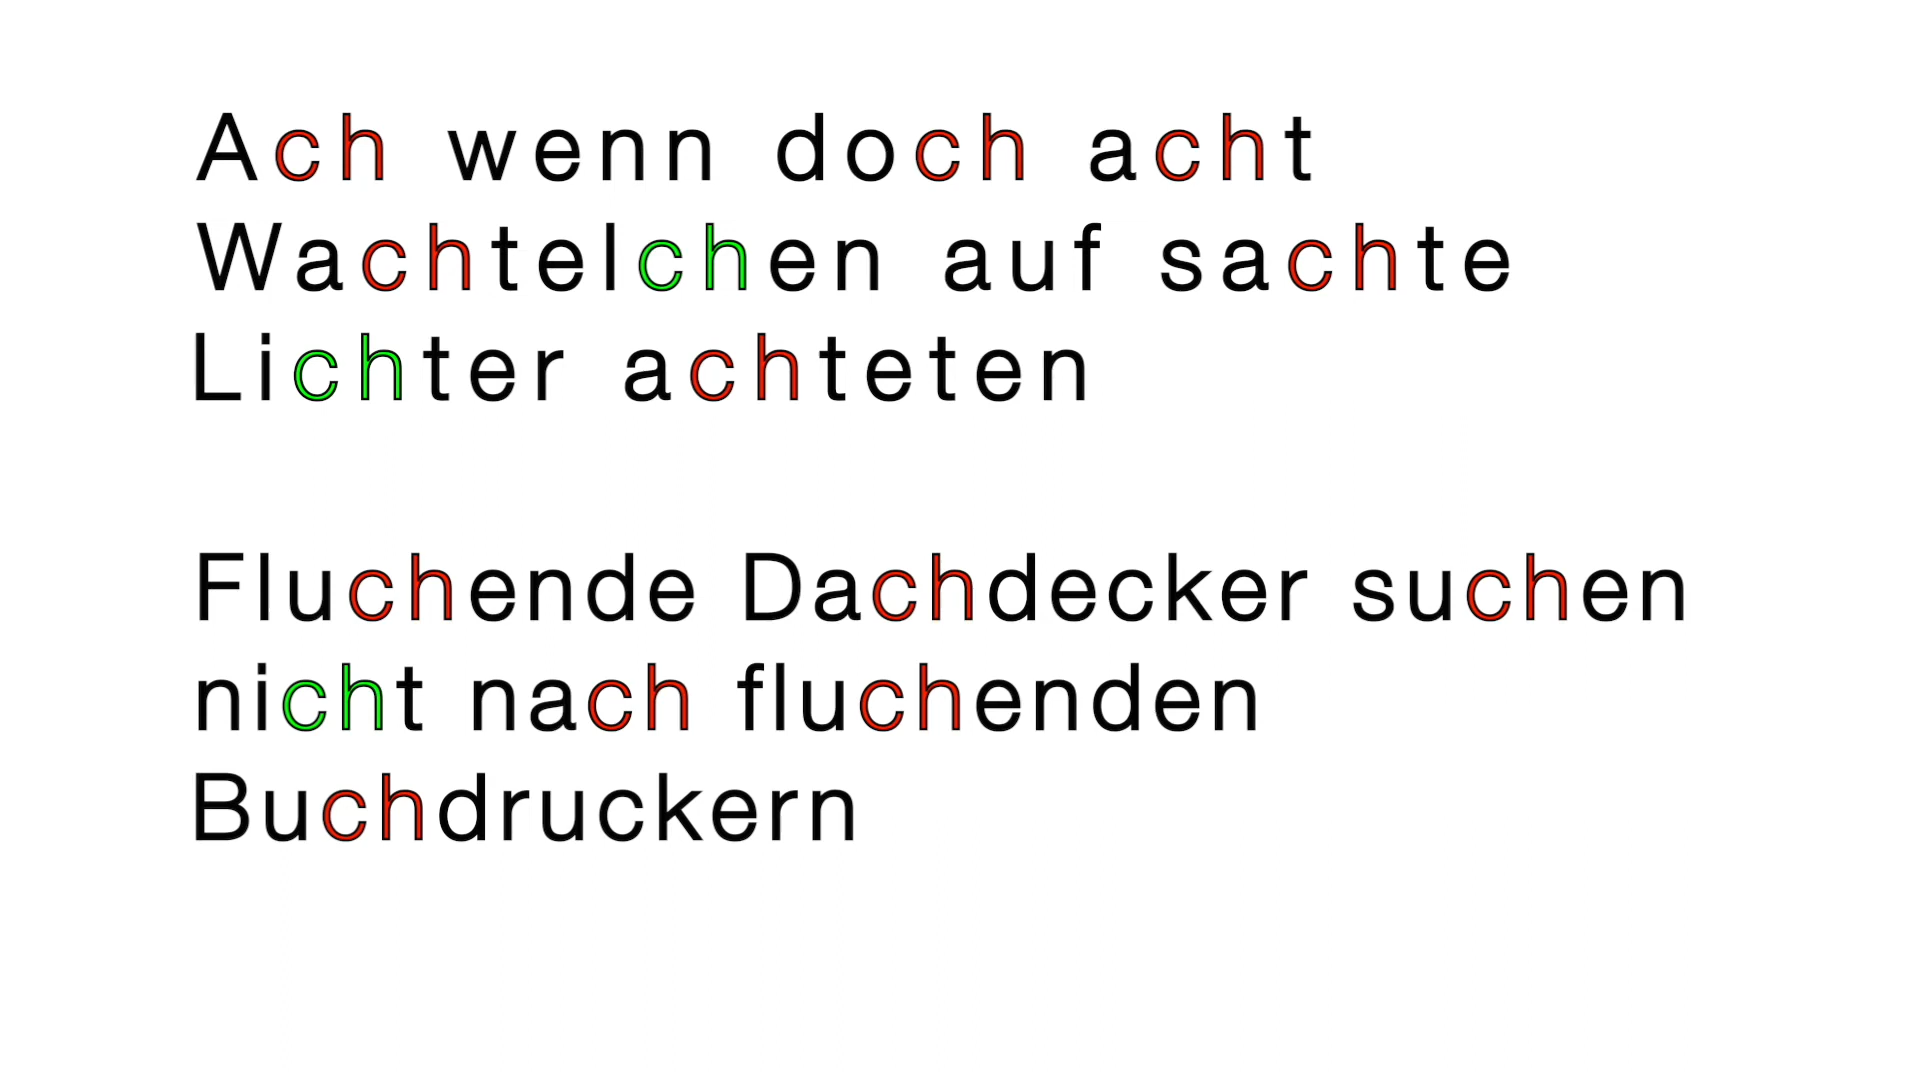 Ach wenn doch acht
Wachtelchen auf sachte
Lichter achteten
Fluchende Dachdecker suchen
nicht nach fluchenden
Buchdruckern